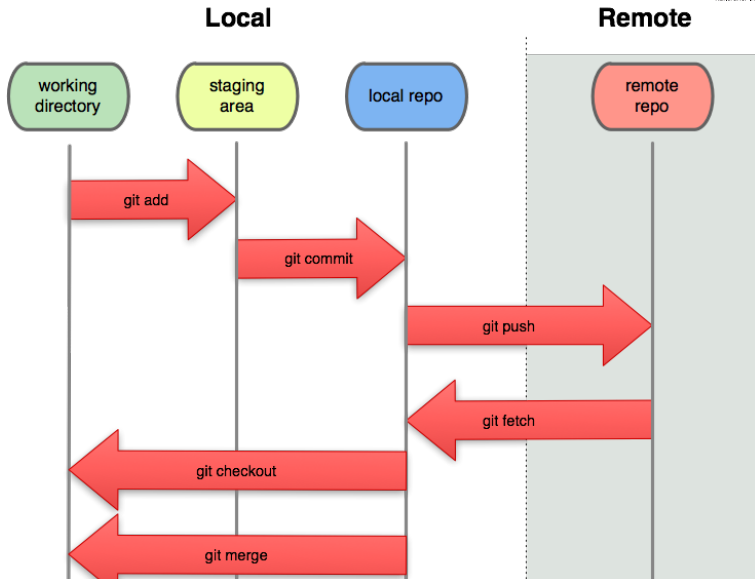 Local
Remote
working
directory
staging
area
local repo
remote
repo
git add
git commit
git push
git fetch
git checkout
git merge